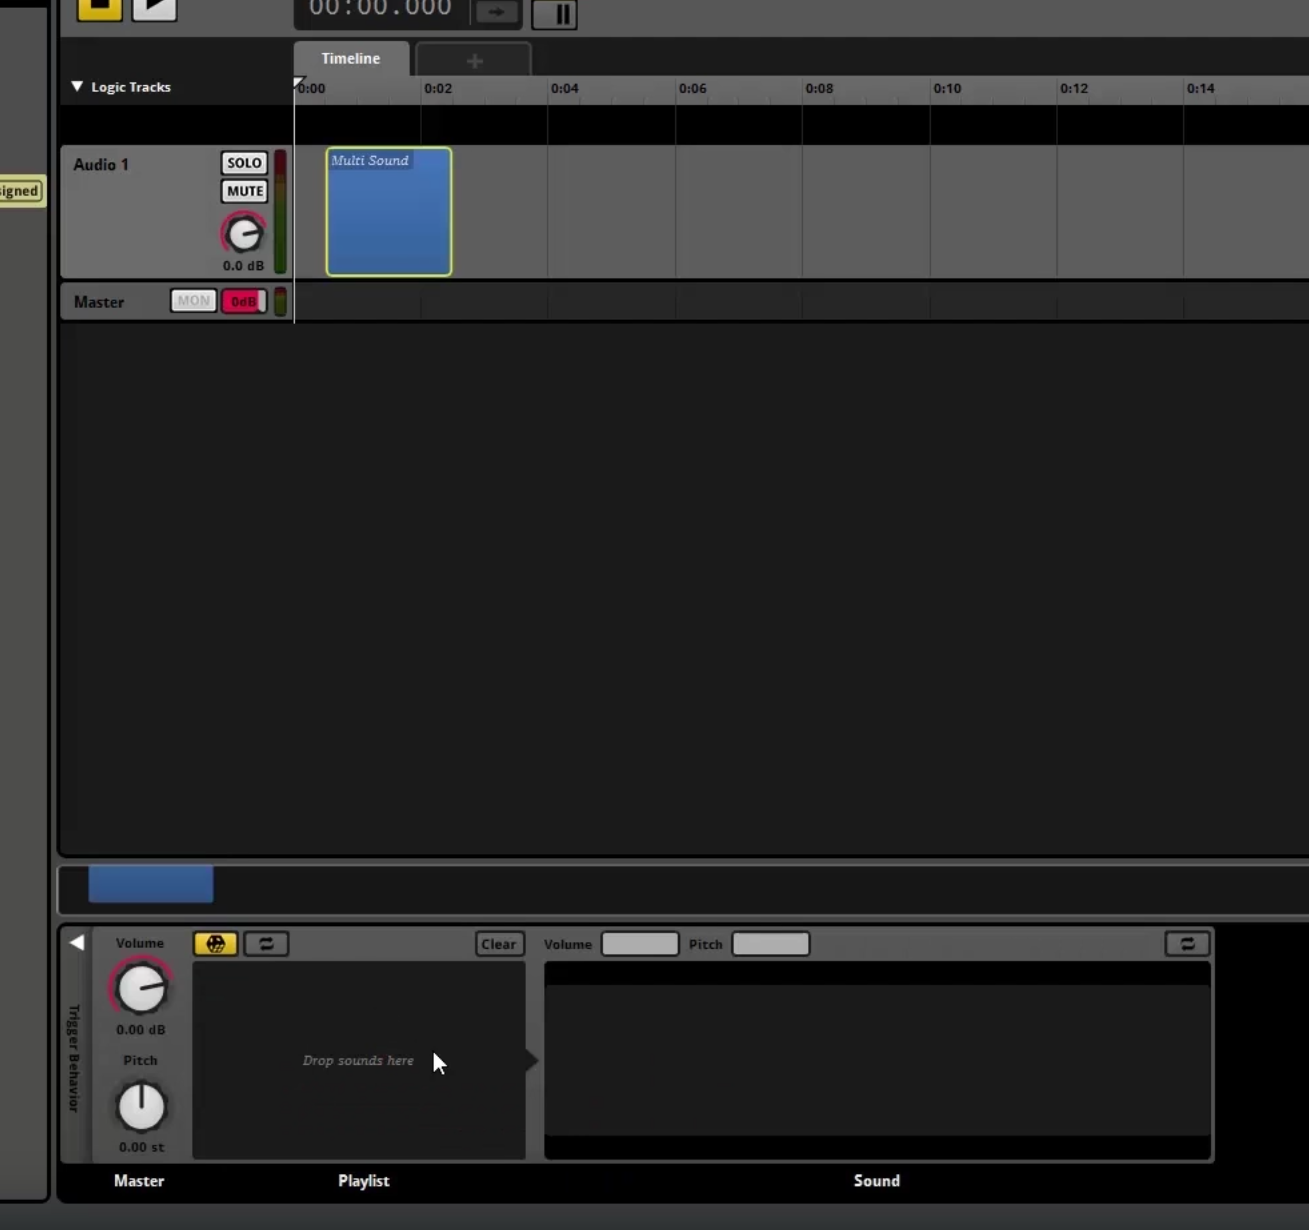 00:00.000
Timeline
+
Logic Tracks
0:00 0:02 0:04 0:06 0:08 0:10 0:12 0:14
Audio 1
SOLO
Multi Sound
MUTE
signed
0.0 dB
Master MON 0dB
Volume
Clear
Volume
Pitch
0.00 dB
Pitch
Drop sounds here
Trigger Behavior
0.00 st
Master
Playlist
Sound